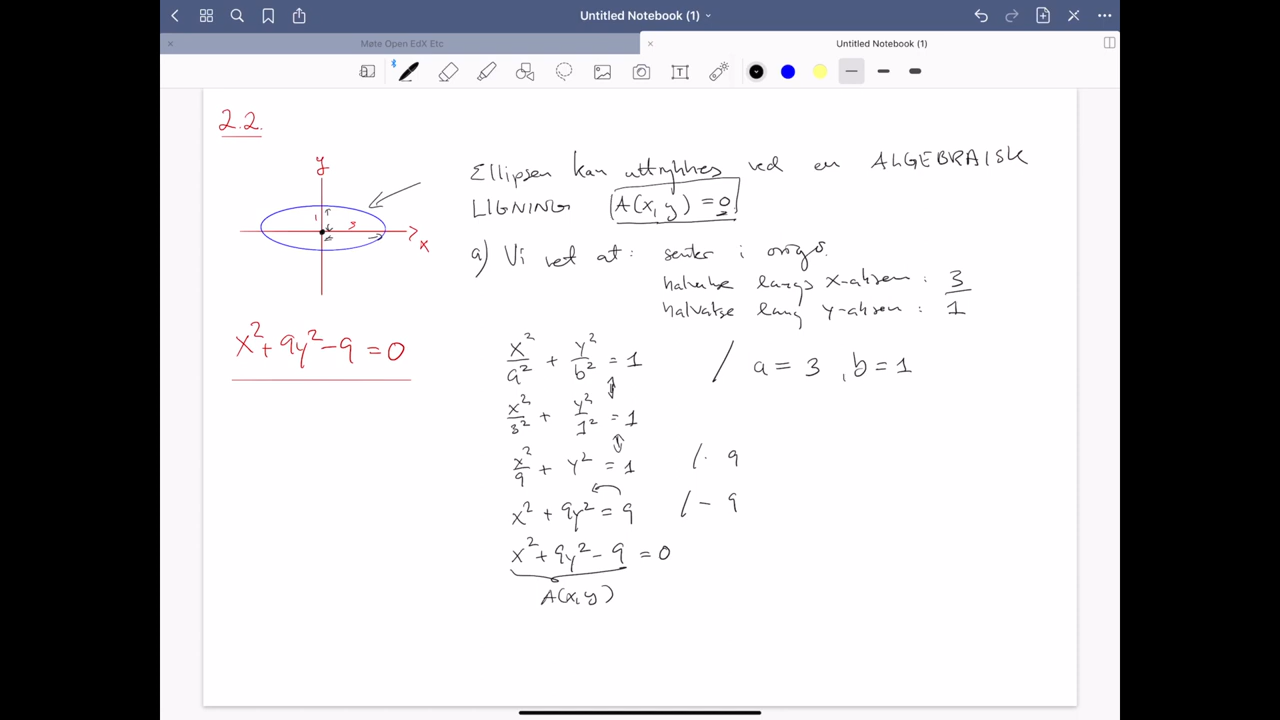 Untitled Notebook (1)
Møte Open EdX Etc
Untitled Notebook (1)
2.2.
y
1
3
x
x²+9y²-9=0
Ellipsen kan uttrykkes ved en ALGEBRAISK
LIGNING A(x,y)=0
a) Vi vet at: senter i origo.
halvakse langs x-aksen: 3
halvakse lang y-aksen: 1
x²/a² + y²/b² = 1 / a = 3, b = 1
x²/3² + y²/1² = 1
x²/9 + y² = 1 /· 9
x² + 9y² = 9 /- 9
x²+9y²-9 = 0
A(x,y)